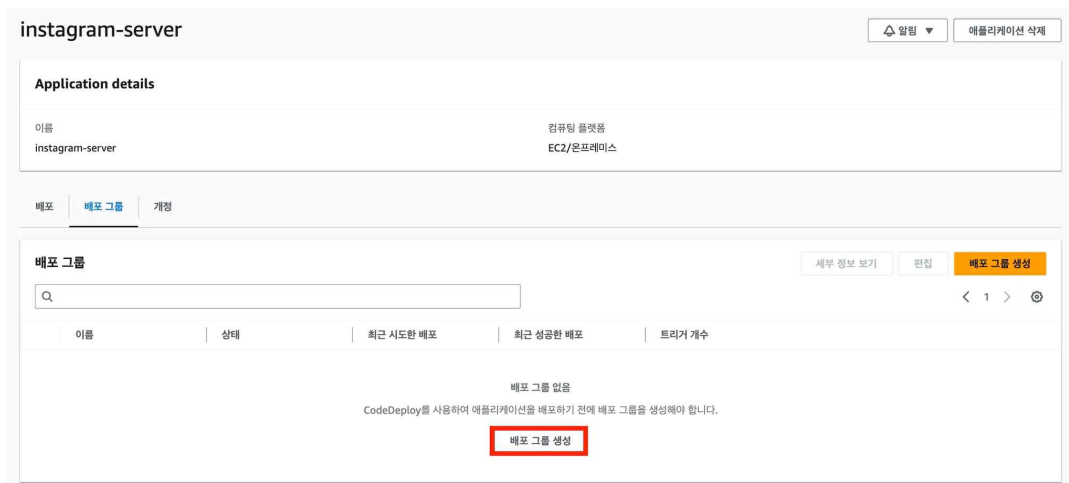 instagram-server
알림 ▼
애플리케이션 삭제
Application details
이름
컴퓨팅 플랫폼
instagram-server
EC2/온프레미스
배포
배포 그룹
개정
배포 그룹
세부 정보 보기
편집
배포 그룹 생성
< 1 >
이름
상태
최근 시도한 배포
최근 성공한 배포
트리거 개수
배포 그룹 없음
CodeDeploy를 사용하여 애플리케이션을 배포하기 전에 배포 그룹을 생성해야 합니다.
배포 그룹 생성